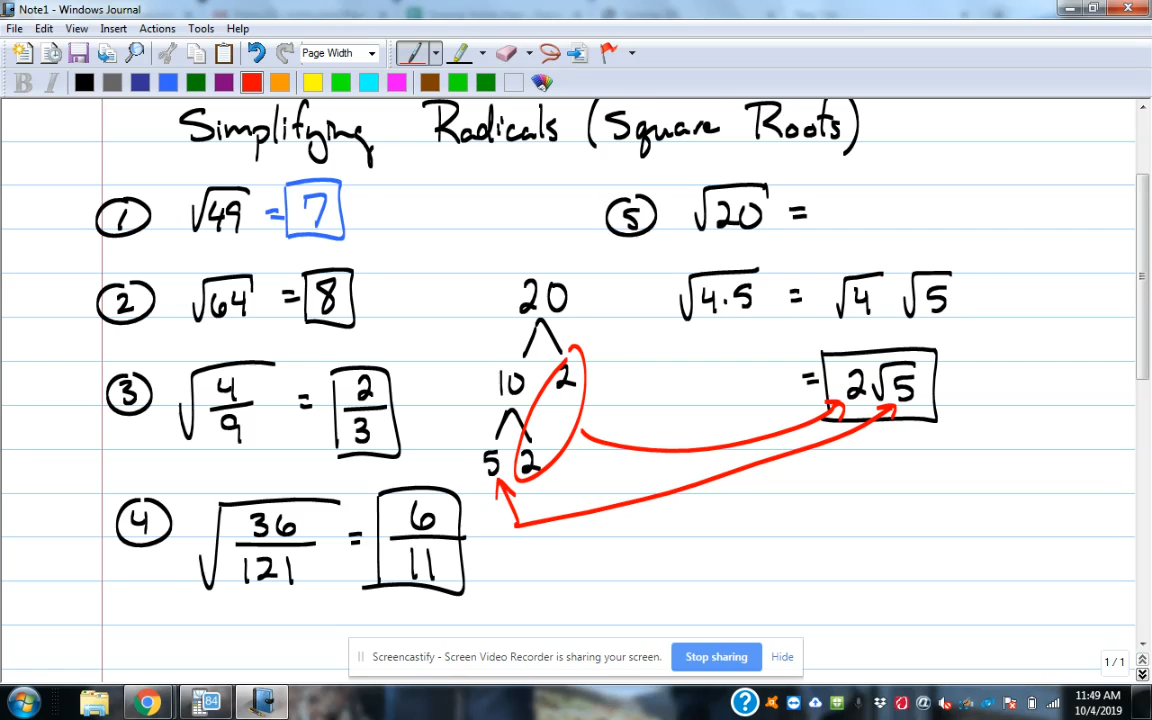 Note1 - Windows Journal
File Edit View Insert Actions Tools Help
Page Width
B I
Simplifying Radicals (Square Roots)
① √49 = 7
② √64 = 8
③ √(4/9) = 2/3
④ √(36/121) = 6/11
⑤ √20 =
20
10 2
5 2
√4·5 = √4 √5
= 2√5
Screencastify - Screen Video Recorder is sharing your screen. Stop sharing Hide
1 / 1
84
11:49 AM
10/4/2019